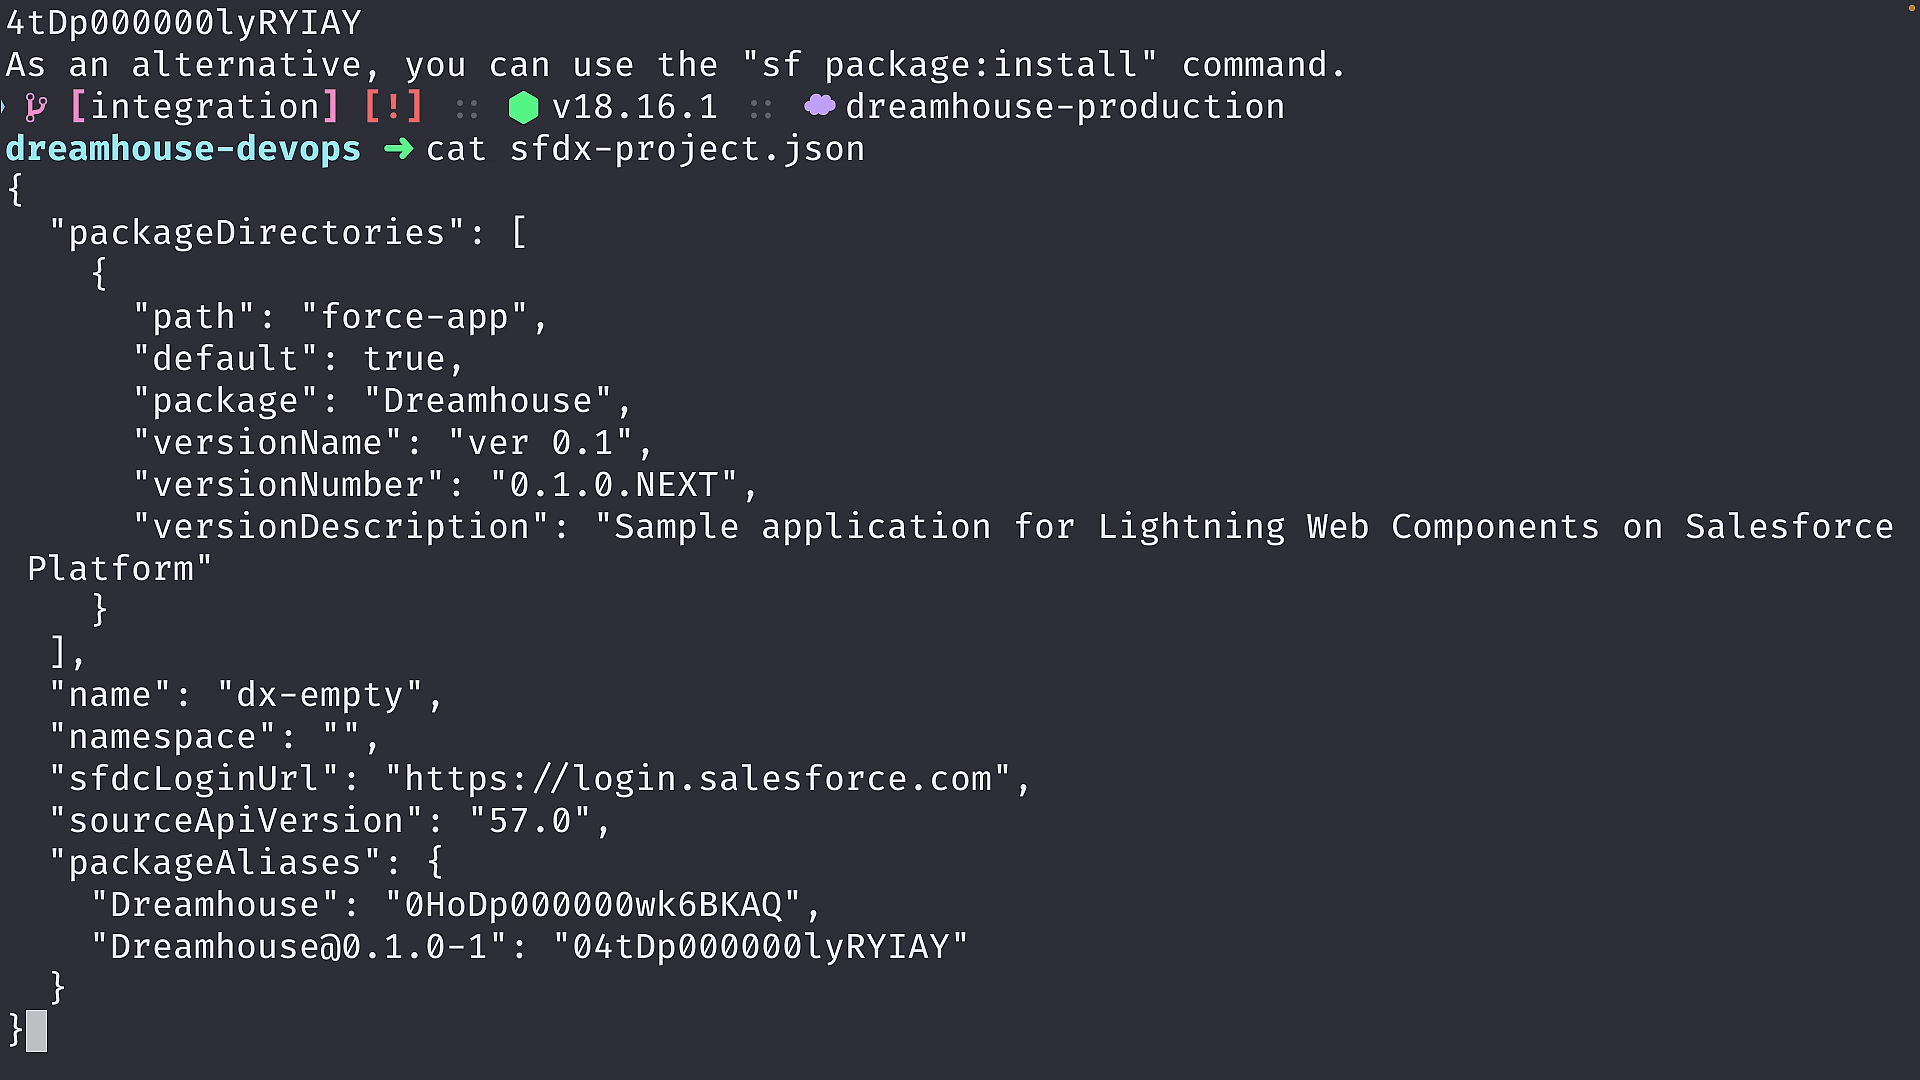 4tDp000000lyRYIAY
As an alternative, you can use the "sf package:install" command.
[integration] [!] :: v18.16.1 :: dreamhouse-production
dreamhouse-devops ➜ cat sfdx-project.json
{
  "packageDirectories": [
    {
      "path": "force-app",
      "default": true,
      "package": "Dreamhouse",
      "versionName": "ver 0.1",
      "versionNumber": "0.1.0.NEXT",
      "versionDescription": "Sample application for Lightning Web Components on Salesforce
 Platform"
    }
  ],
  "name": "dx-empty",
  "namespace": "",
  "sfdcLoginUrl": "https://login.salesforce.com",
  "sourceApiVersion": "57.0",
  "packageAliases": {
    "Dreamhouse": "0HoDp000000wk6BKAQ",
    "Dreamhouse@0.1.0-1": "04tDp000000lyRYIAY"
  }
}